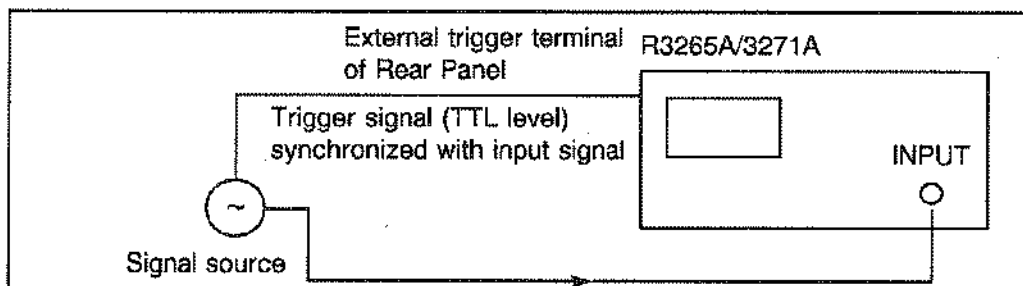 External trigger terminal
of Rear Panel
R3265A/3271A
Trigger signal (TTL level)
synchronized with input signal
INPUT
~
Signal source